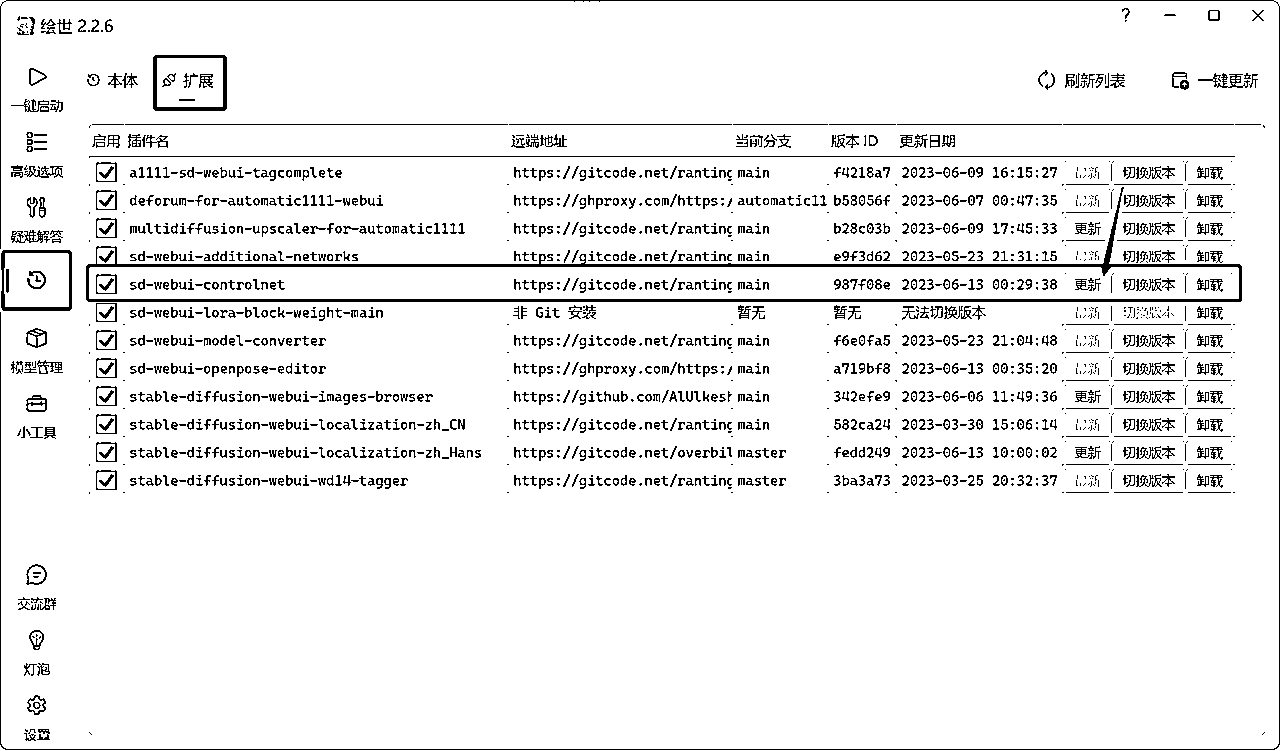 绘世 2.2.6
?
一键启动
本体
扩展
刷新列表
一键更新
高级选项
疑难解答
模型管理
小工具
交流群
灯泡
设置
启用 插件名 远端地址 当前分支 版本 ID 更新日期
a1111-sd-webui-tagcomplete https://gitcode.net/ranting main f4218a7 2023-06-09 16:15:27 更新 切换版本 卸载
deforum-for-automatic1111-webui https://ghproxy.com/https:/ automatic11 b58056f 2023-06-07 00:47:35 更新 切换版本 卸载
multidiffusion-upscaler-for-automatic1111 https://gitcode.net/ranting main b28c03b 2023-06-09 17:45:33 更新 切换版本 卸载
sd-webui-additional-networks https://gitcode.net/ranting main e9f3d62 2023-05-23 21:31:15 更新 切换版本 卸载
sd-webui-controlnet https://gitcode.net/ranting main 987f08e 2023-06-13 00:29:38 更新 切换版本 卸载
sd-webui-lora-block-weight-main 非 Git 安装 暂无 暂无 无法切换版本 更新 切换版本 卸载
sd-webui-model-converter https://gitcode.net/ranting main f6e0fa5 2023-05-23 21:04:48 更新 切换版本 卸载
sd-webui-openpose-editor https://ghproxy.com/https:/ main a719bf8 2023-06-13 00:35:20 更新 切换版本 卸载
stable-diffusion-webui-images-browser https://github.com/AlUlkesh main 342efe9 2023-06-06 11:49:36 更新 切换版本 卸载
stable-diffusion-webui-localization-zh_CN https://gitcode.net/ranting main 582ca24 2023-03-30 15:06:14 更新 切换版本 卸载
stable-diffusion-webui-localization-zh_Hans https://gitcode.net/overbil master fedd249 2023-06-13 10:00:02 更新 切换版本 卸载
stable-diffusion-webui-wd14-tagger https://gitcode.net/ranting master 3ba3a73 2023-03-25 20:32:37 更新 切换版本 卸载